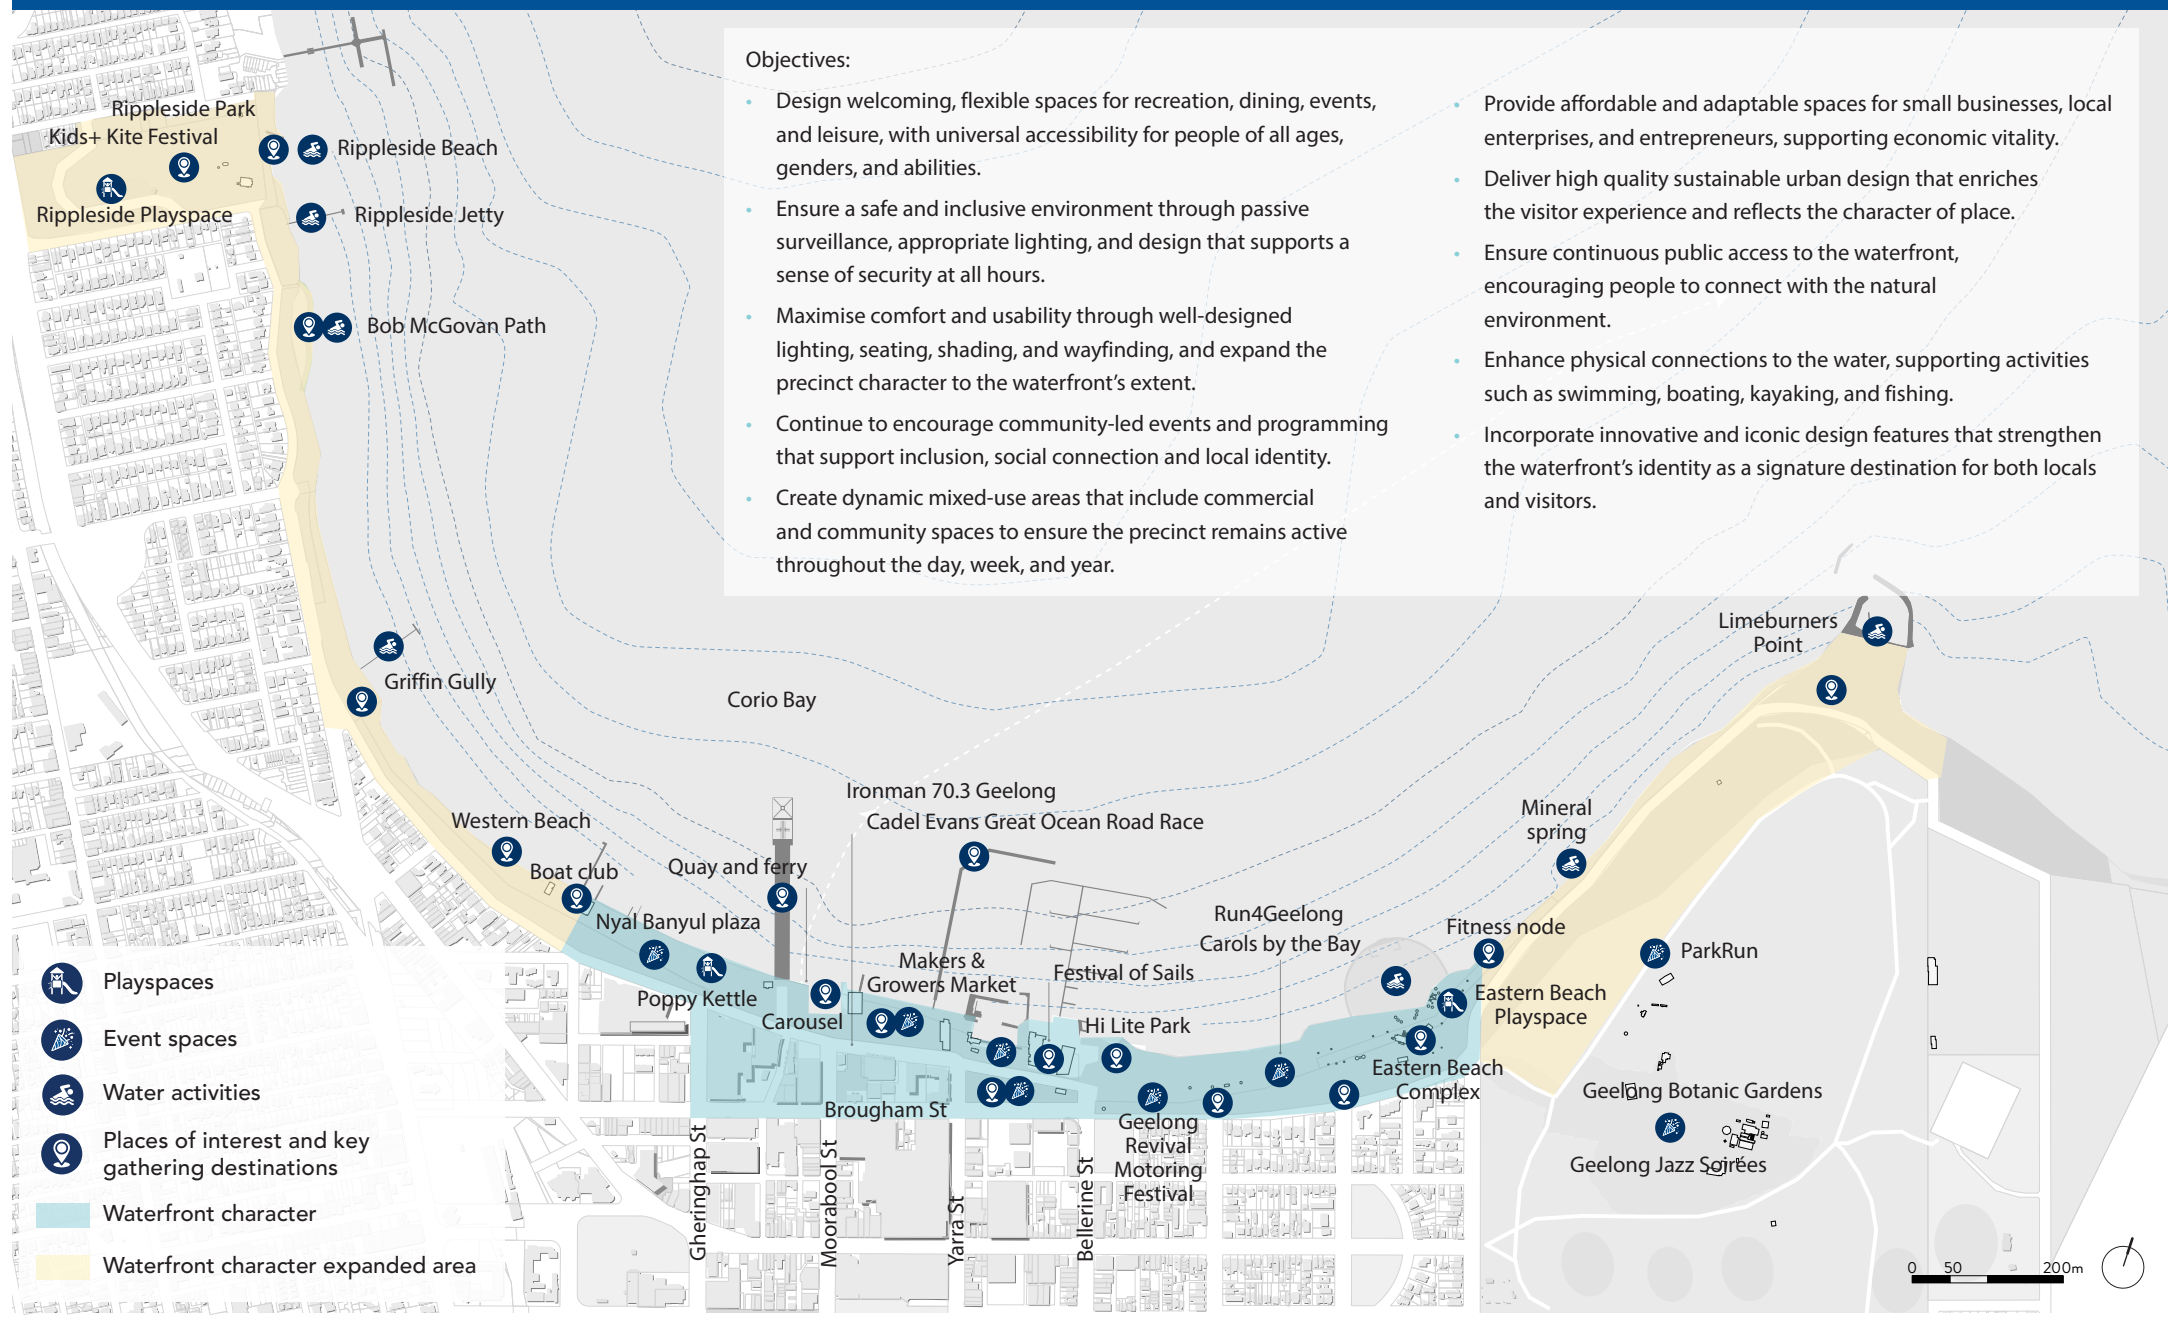 Objectives:
• Design welcoming, flexible spaces for recreation, dining, events,
and leisure, with universal accessibility for people of all ages,
genders, and abilities.
• Ensure a safe and inclusive environment through passive
surveillance, appropriate lighting, and design that supports a
sense of security at all hours.
• Maximise comfort and usability through well-designed
lighting, seating, shading, and wayfinding, and expand the
precinct character to the waterfront's extent.
• Continue to encourage community-led events and programming
that support inclusion, social connection and local identity.
• Create dynamic mixed-use areas that include commercial
and community spaces to ensure the precinct remains active
throughout the day, week, and year.
• Provide affordable and adaptable spaces for small businesses, local
enterprises, and entrepreneurs, supporting economic vitality.
• Deliver high quality sustainable urban design that enriches
the visitor experience and reflects the character of place.
• Ensure continuous public access to the waterfront,
encouraging people to connect with the natural
environment.
• Enhance physical connections to the water, supporting activities
such as swimming, boating, kayaking, and fishing.
• Incorporate innovative and iconic design features that strengthen
the waterfront's identity as a signature destination for both locals
and visitors.
Rippleside Park
Kids+ Kite Festival
Rippleside Beach
Rippleside Playspace
Rippleside Jetty
Bob McGovan Path
Griffin Gully
Corio Bay
Limeburners
Point
Western Beach
Boat club
Quay and ferry
Nyal Banyul plaza
Poppy Kettle
Carousel
Ironman 70.3 Geelong
Cadel Evans Great Ocean Road Race
Makers &
Growers Market
Festival of Sails
Hi Lite Park
Run4Geelong
Carols by the Bay
Mineral
spring
Fitness node
ParkRun
Eastern Beach
Playspace
Eastern Beach
Complex
Geelong
Revival
Motoring
Festival
Geelong Botanic Gardens
Geelong Jazz Soirees
Brougham St
Gheringhap St
Moorabool St
Yarra St
Bellerine St
Playspaces
Event spaces
Water activities
Places of interest and key
gathering destinations
Waterfront character
Waterfront character expanded area
0 50 200m